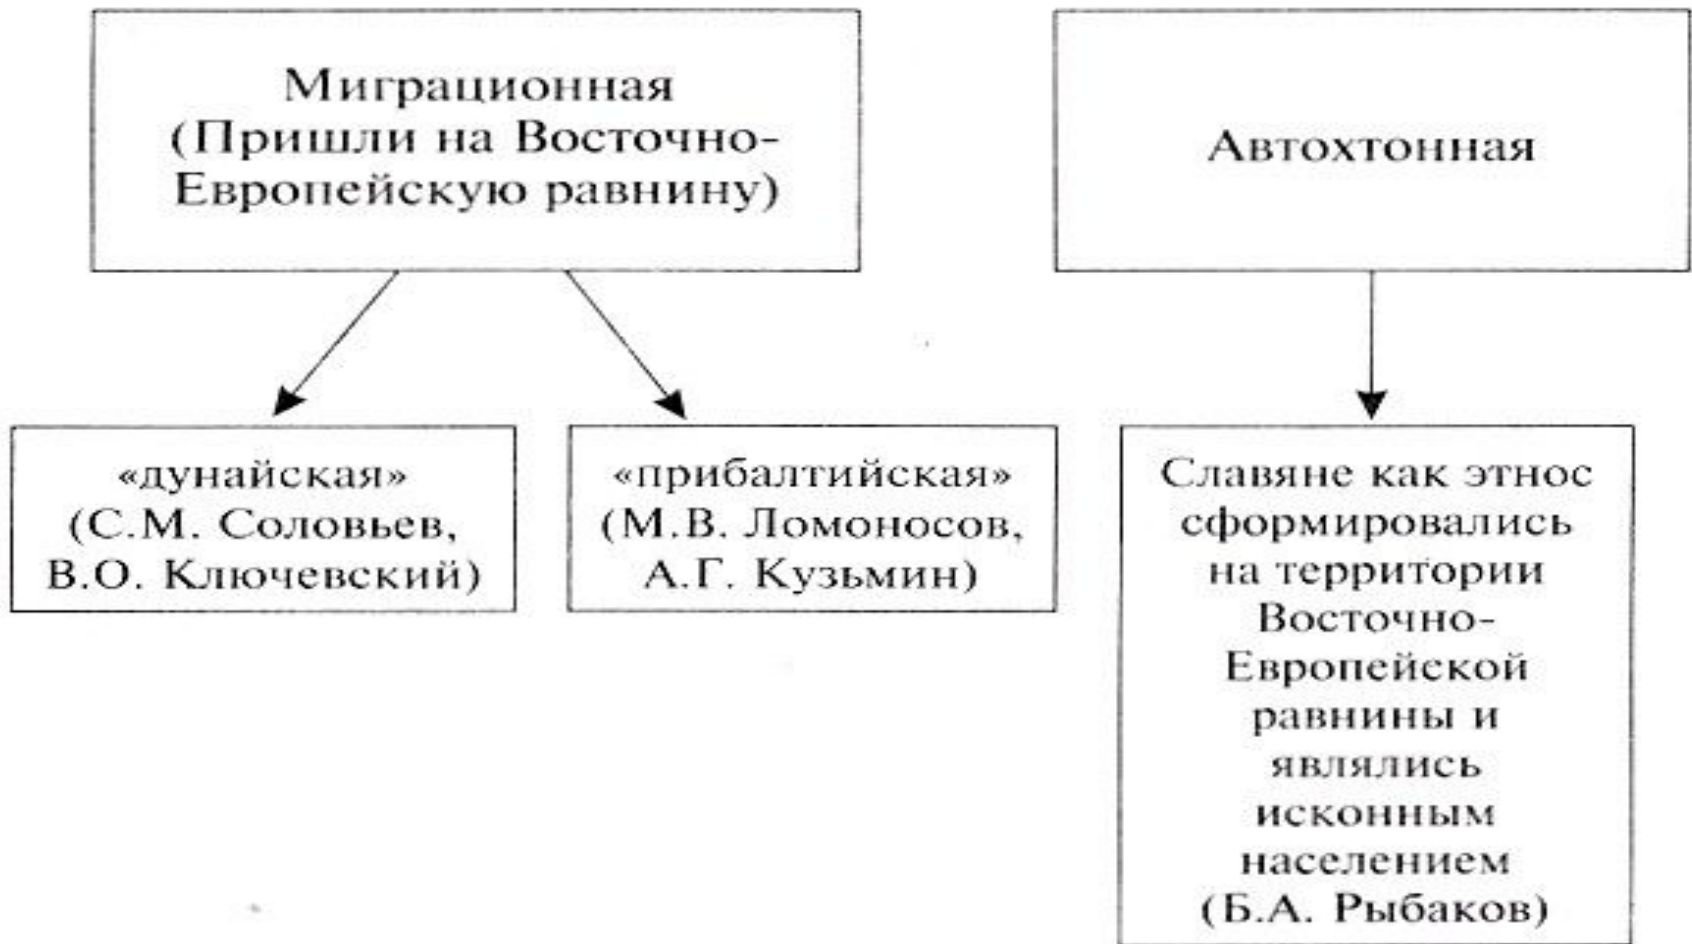 Миграционная
(Пришли на Восточно-
Европейскую равнину)
Автохтонная
«дунайская»
(С.М. Соловьев,
В.О. Ключевский)
«прибалтийская»
(М.В. Ломоносов,
А.Г. Кузьмин)
Славяне как этнос
сформировались
на территории
Восточно-
Европейской
равнины и
являлись
исконным
населением
(Б.А. Рыбаков)